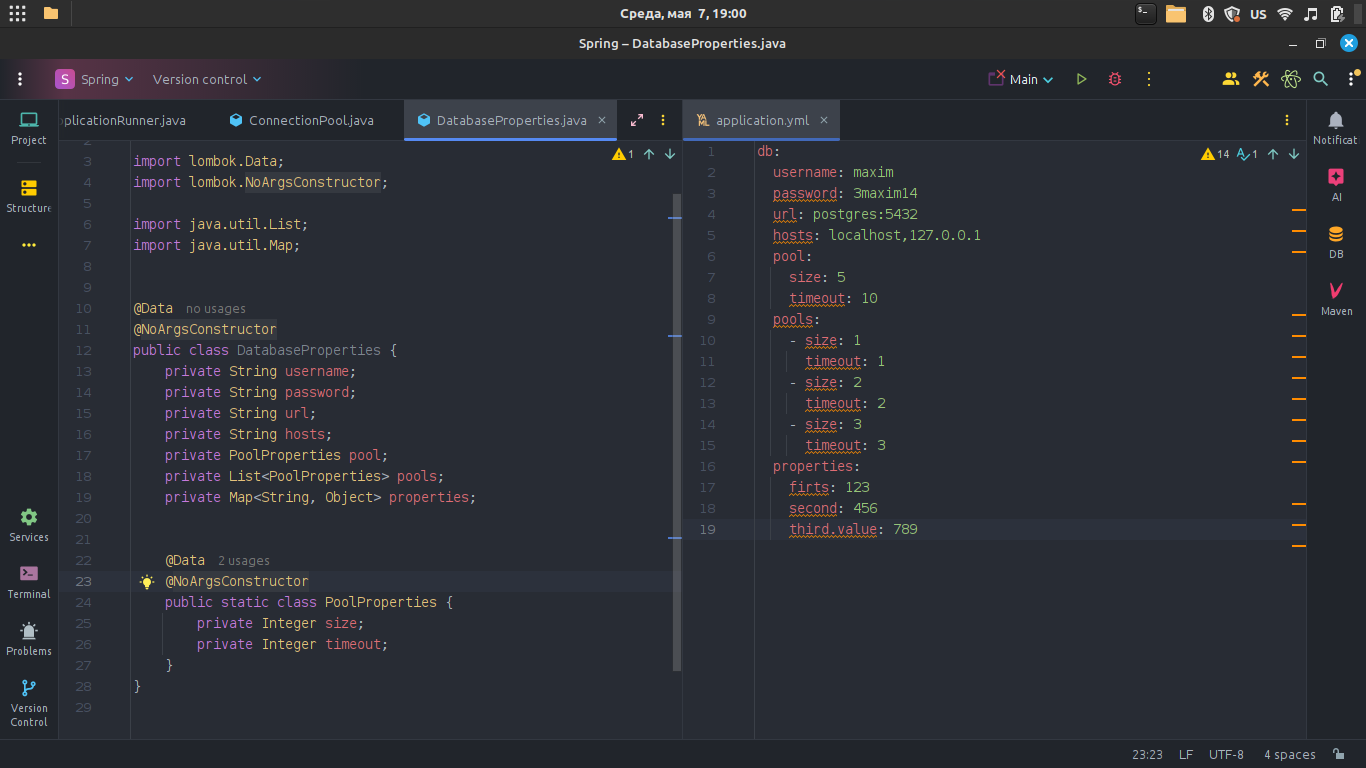 Среда, мая 7, 19:00
US
Spring – DatabaseProperties.java
S Spring
Version control
Main
plicationRunner.java
ConnectionPool.java
DatabaseProperties.java
application.yml
Project
Structure
Services
Terminal
Problems
Version
Control
1
3 import lombok.Data;
4 import lombok.NoArgsConstructor;
5
6 import java.util.List;
7 import java.util.Map;
8
9
10 @Data no usages
11 @NoArgsConstructor
12 public class DatabaseProperties {
13 private String username;
14 private String password;
15 private String url;
16 private String hosts;
17 private PoolProperties pool;
18 private List<PoolProperties> pools;
19 private Map<String, Object> properties;
20
21
22 @Data 2 usages
23 @NoArgsConstructor
24 public static class PoolProperties {
25 private Integer size;
26 private Integer timeout;
27 }
28 }
29
14 1
1 db:
2 username: maxim
3 password: 3maxim14
4 url: postgres:5432
5 hosts: localhost,127.0.0.1
6 pool:
7 size: 5
8 timeout: 10
9 pools:
10 - size: 1
11 timeout: 1
12 - size: 2
13 timeout: 2
14 - size: 3
15 timeout: 3
16 properties:
17 firts: 123
18 second: 456
19 third.value: 789
Notificat
AI
DB
Maven
23:23 LF UTF-8 4 spaces